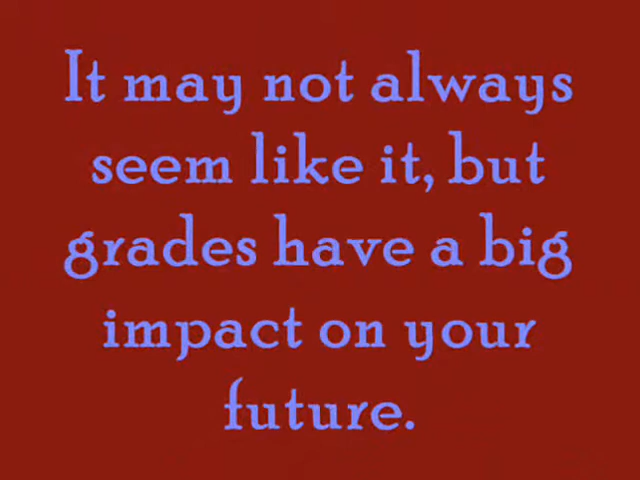 It may not always
seem like it, but
grades have a big
impact on your
future.